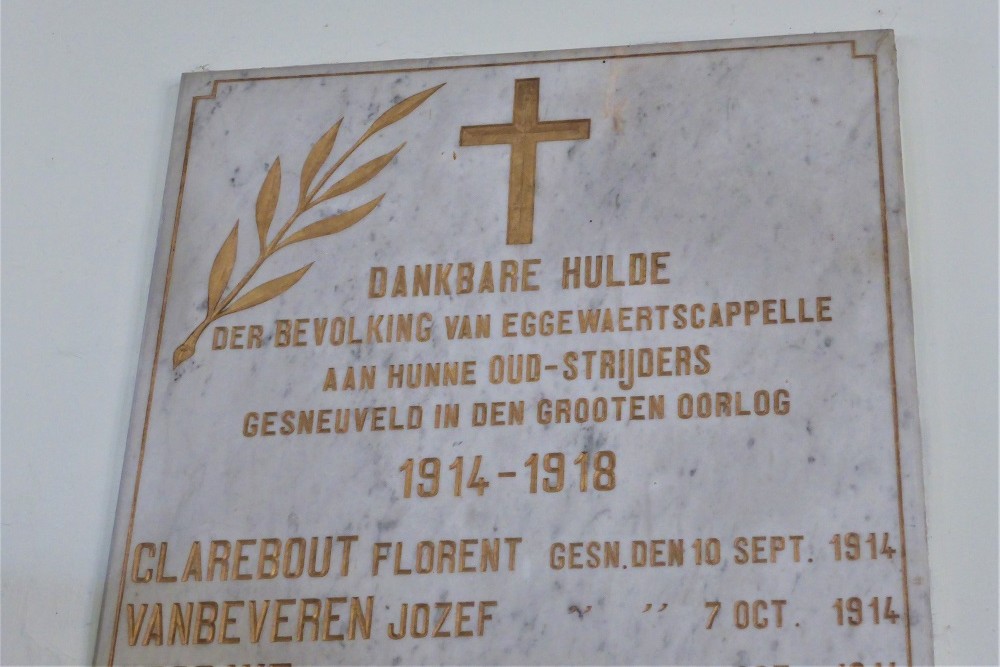 DANKBARE HULDE
DER BEVOLKING VAN EGGEWAERTSCAPPELLE
AAN HUNNE OUD-STRIJDERS
GESNEUVELD IN DEN GROOTEN OORLOG
1914-1918
CLAREBOUT FLORENT GESN. DEN 10 SEPT. 1914
VANBEVEREN JOZEF " " 7 OCT. 1914